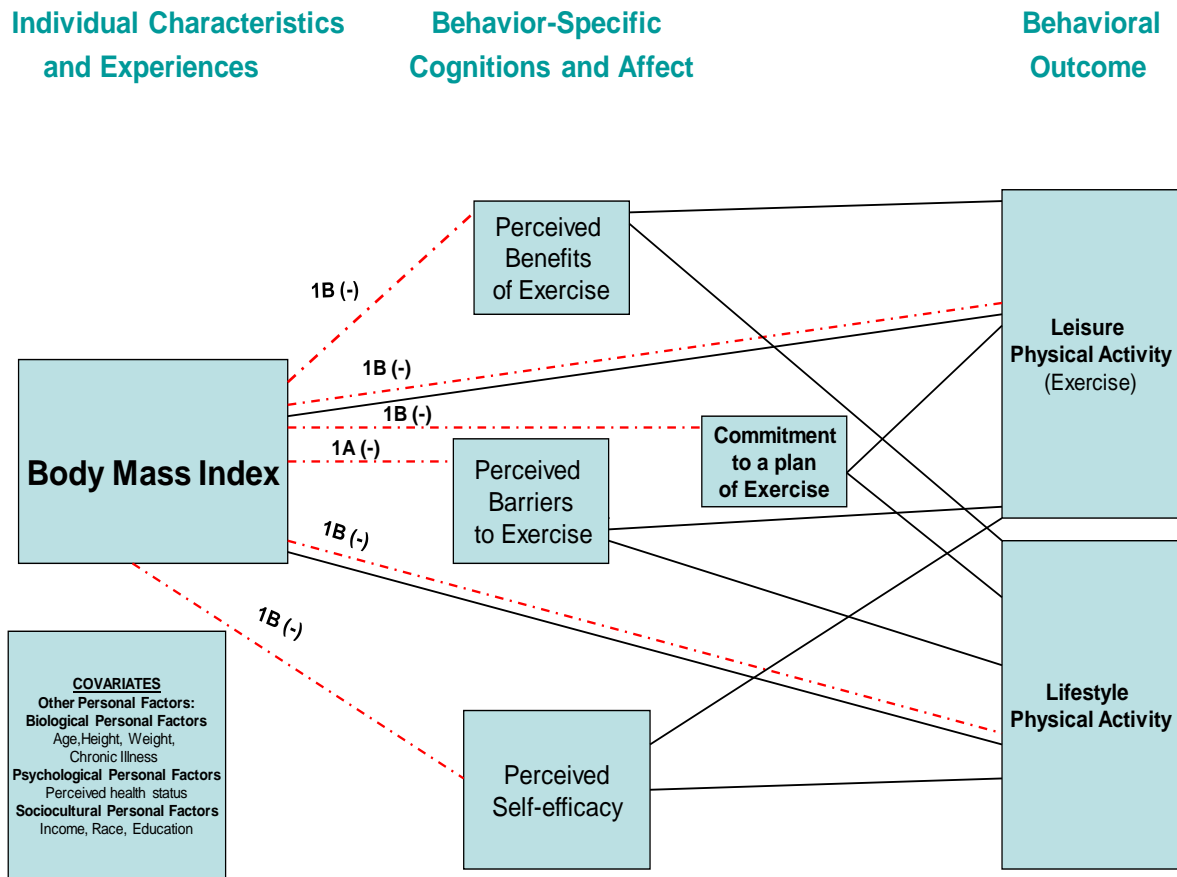 Individual Characteristics
and Experiences
Behavior-Specific
Cognitions and Affect
Behavioral
Outcome
Perceived
Benefits
of Exercise
1B (-)
1B (-)
1B (-)
1A (-)
1B (-)
1B (-)
Body Mass Index
Commitment
to a plan
of Exercise
Perceived
Barriers
to Exercise
Perceived
Self-efficacy
Leisure
Physical Activity
(Exercise)
Lifestyle
Physical Activity
COVARIATES
Other Personal Factors:
Biological Personal Factors
Age,Height, Weight,
Chronic Illness
Psychological Personal Factors
Perceived health status
Sociocultural Personal Factors
Income, Race, Education